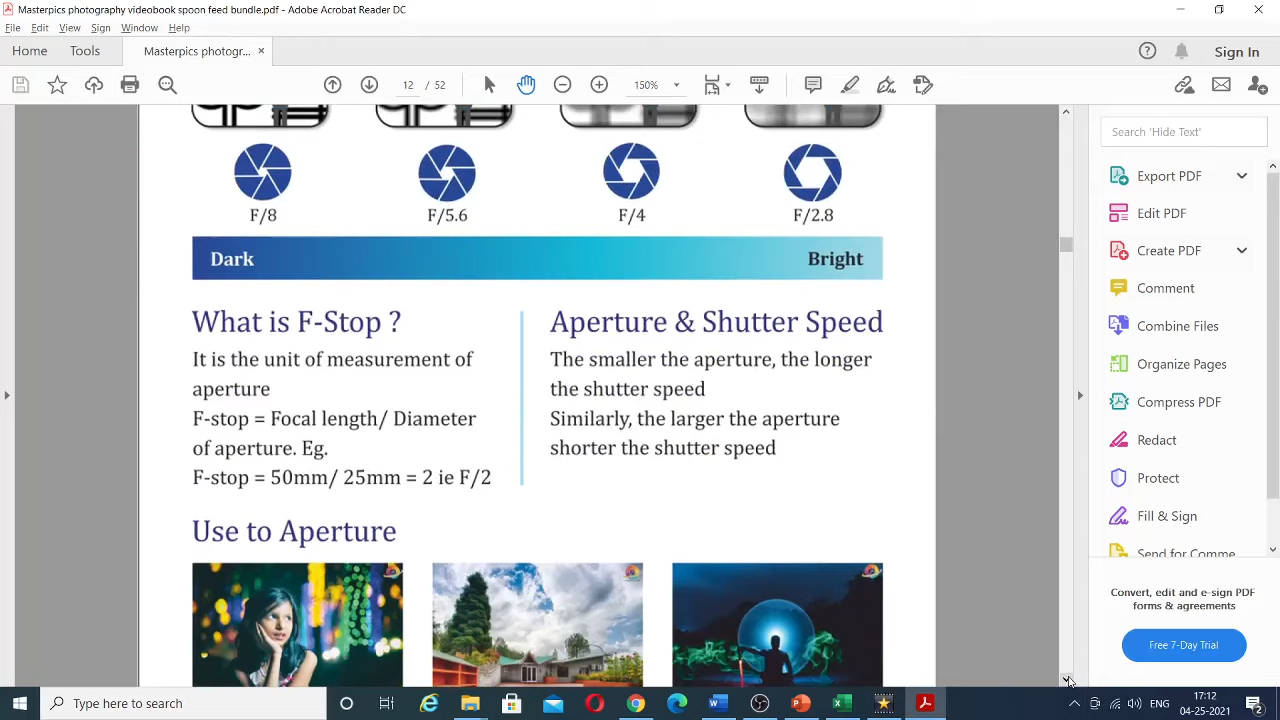 Masterpics photography videobook spoon feed bundle.pdf - Adobe Acrobat Reader DC
File Edit View Sign Window Help
Home Tools Masterpics photogr... × Sign In
12 / 52 150%
F/8 F/5.6 F/4 F/2.8
Dark Bright
What is F-Stop ?
It is the unit of measurement of
aperture
F-stop = Focal length/ Diameter
of aperture. Eg.
F-stop = 50mm/ 25mm = 2 ie F/2
Aperture & Shutter Speed
The smaller the aperture, the longer
the shutter speed
Similarly, the larger the aperture
shorter the shutter speed
Use to Aperture
Search 'Hide Text'
Export PDF
Edit PDF
Create PDF
Comment
Combine Files
Organize Pages
Compress PDF
Redact
Protect
Fill & Sign
Send for Comme
Convert, edit and e-sign PDF
forms & agreements
Free 7-Day Trial
Type here to search
ENG
17:12
04-25-2021
2